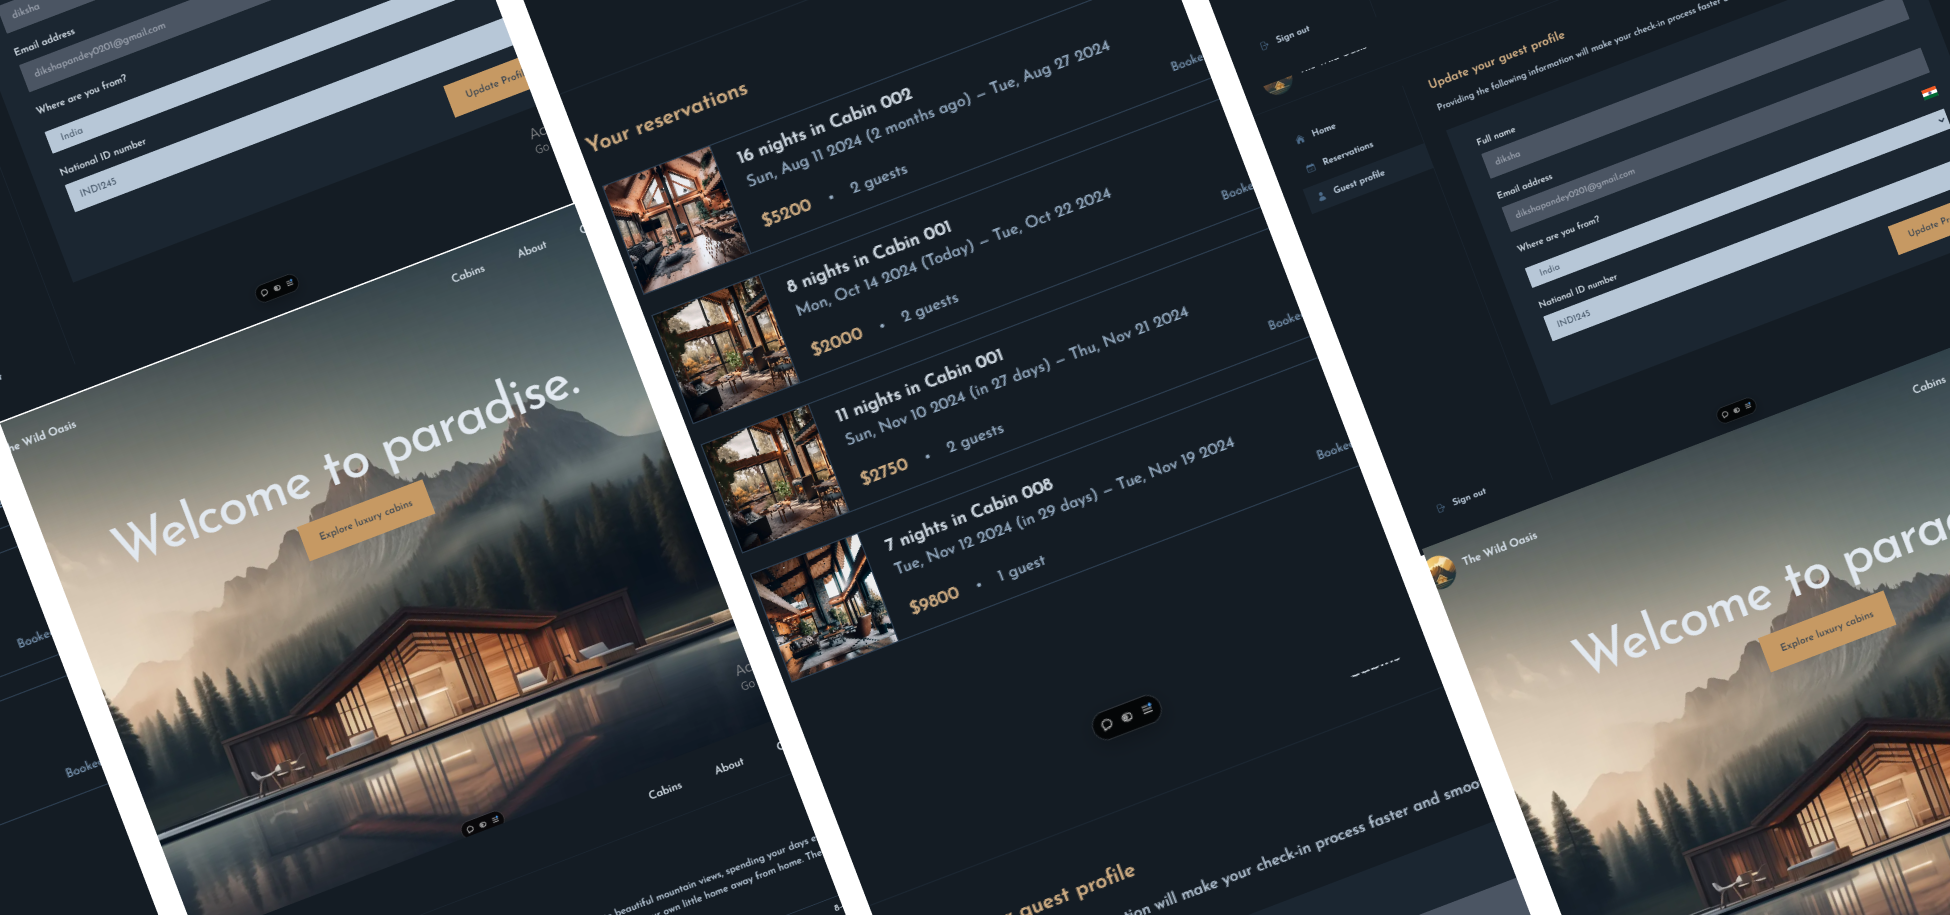 diksha
Email address
dikshapandey0201@gmail.com
Where are you from?
India
National ID number
IND1245
Update Profi
Ac
Go
Cabins
About
The Wild Oasis
Welcome to paradise.
Explore luxury cabins
Booke
Booke
Ac
Go
Cabins
About
beautiful mountain views, spending your days e
own little home away from home. The
Your reservations
16 nights in Cabin 002
Sun, Aug 11 2024 (2 months ago) — Tue, Aug 27 2024
$5200 • 2 guests
Booke
8 nights in Cabin 001
Mon, Oct 14 2024 (Today) — Tue, Oct 22 2024
$2000 • 2 guests
Booke
11 nights in Cabin 001
Sun, Nov 10 2024 (in 27 days) — Thu, Nov 21 2024
$2750 • 2 guests
Booke
7 nights in Cabin 008
Tue, Nov 12 2024 (in 29 days) — Tue, Nov 19 2024
$9800 • 1 guest
Booke
guest profile
tion will make your check-in process faster and smoo
Sign out
Home
Reservations
Guest profile
Sign out
Update your guest profile
Providing the following information will make your check-in process faster
Full name
diksha
Email address
dikshapandey0201@gmail.com
Where are you from?
India
National ID number
IND1245
Update Pr
Cabins
The Wild Oasis
Welcome to para
Explore luxury cabins